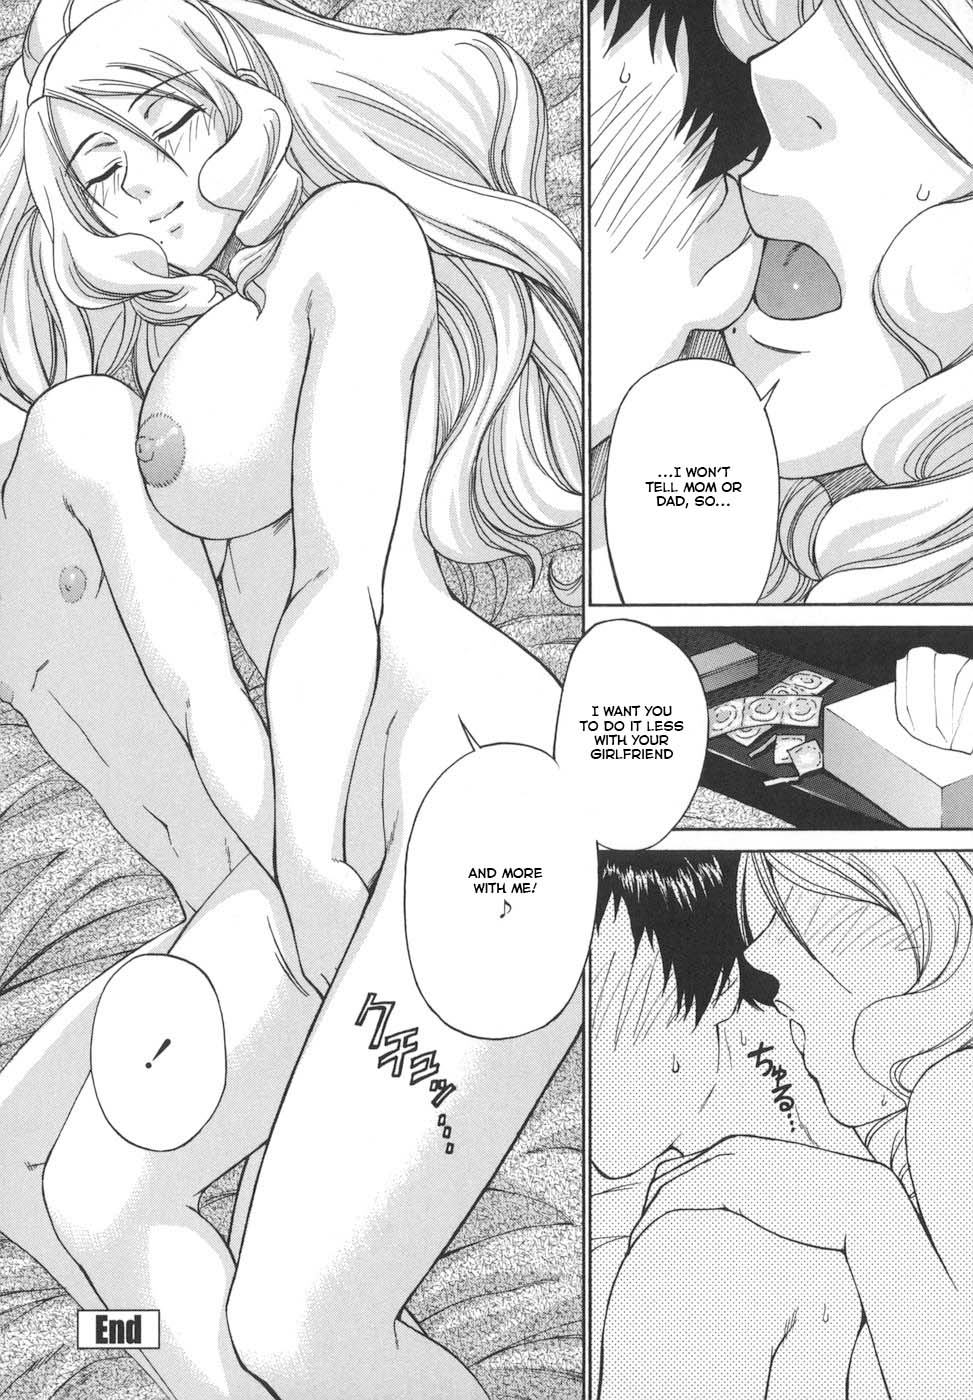 ...I WON'T
TELL MOM OR
DAD, SO...
I WANT YOU
TO DO IT LESS
WITH YOUR
GIRLFRIEND
AND MORE
WITH ME!
♪
ちゅる...
クチュッ...
!
End